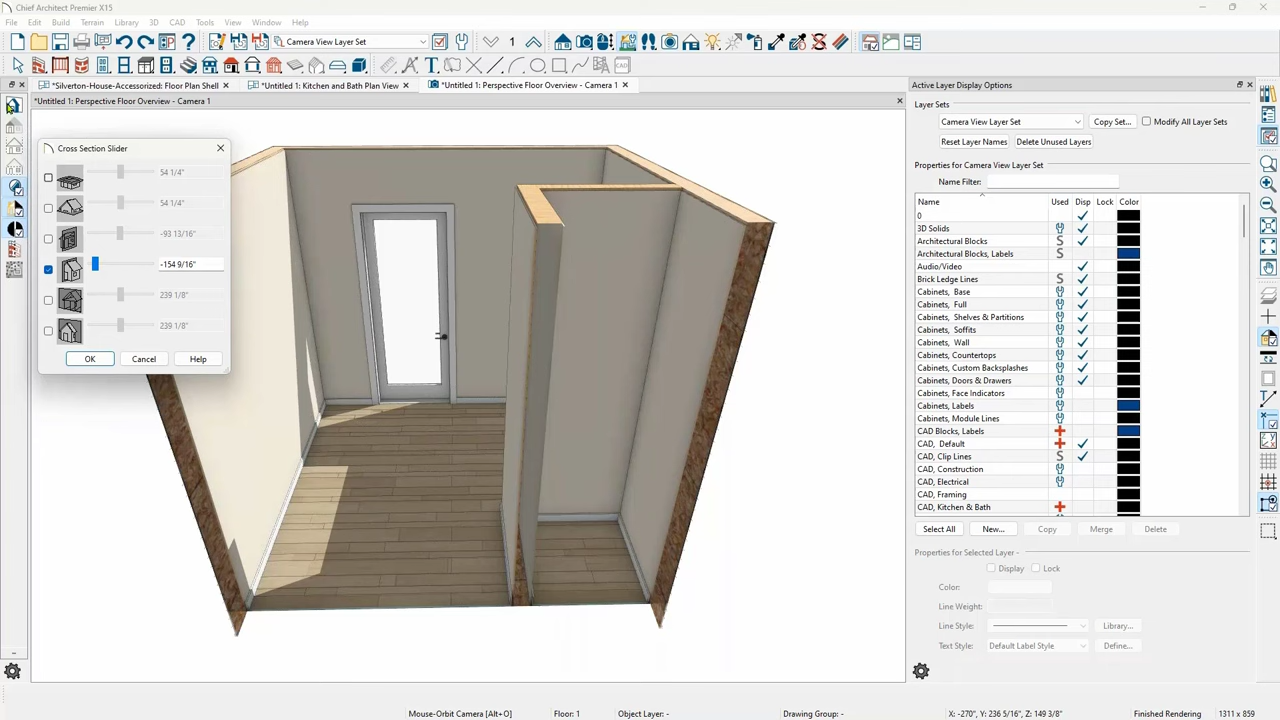 Chief Architect Premier X15
File Edit Build Terrain Library 3D CAD Tools View Window Help
Camera View Layer Set 1
*Silverton-House-Accessorized: Floor Plan Shell *Untitled 1: Kitchen and Bath Plan View *Untitled 1: Perspective Floor Overview - Camera 1
*Untitled 1: Perspective Floor Overview - Camera 1
Cross Section Slider
54 1/4"
54 1/4"
-93 13/16"
-154 9/16"
239 1/8"
239 1/8"
OK Cancel Help
Active Layer Display Options
Layer Sets
Camera View Layer Set Copy Set... Modify All Layer Sets
Reset Layer Names Delete Unused Layers
Properties for Camera View Layer Set
Name Filter:
Name Used Disp Lock Color
0
3D Solids
Architectural Blocks S
Architectural Blocks, Labels S
Audio/Video
Brick Ledge Lines S
Cabinets, Base
Cabinets, Full
Cabinets, Shelves & Partitions
Cabinets, Soffits
Cabinets, Wall
Cabinets, Countertops
Cabinets, Custom Backsplashes
Cabinets, Doors & Drawers
Cabinets, Face Indicators
Cabinets, Labels
Cabinets, Module Lines
CAD Blocks, Labels
CAD, Default
CAD, Clip Lines S
CAD, Construction
CAD, Electrical
CAD, Framing
CAD, Kitchen & Bath
Select All New... Copy Merge Delete
Properties for Selected Layer -
Display Lock
Color:
Line Weight:
Line Style: Library...
Text Style: Default Label Style Define...
Mouse-Orbit Camera [Alt+O] Floor: 1 Object Layer: - Drawing Group: - X: -270", Y: 236 5/16", Z: 149 3/8" Finished Rendering 1311 x 859